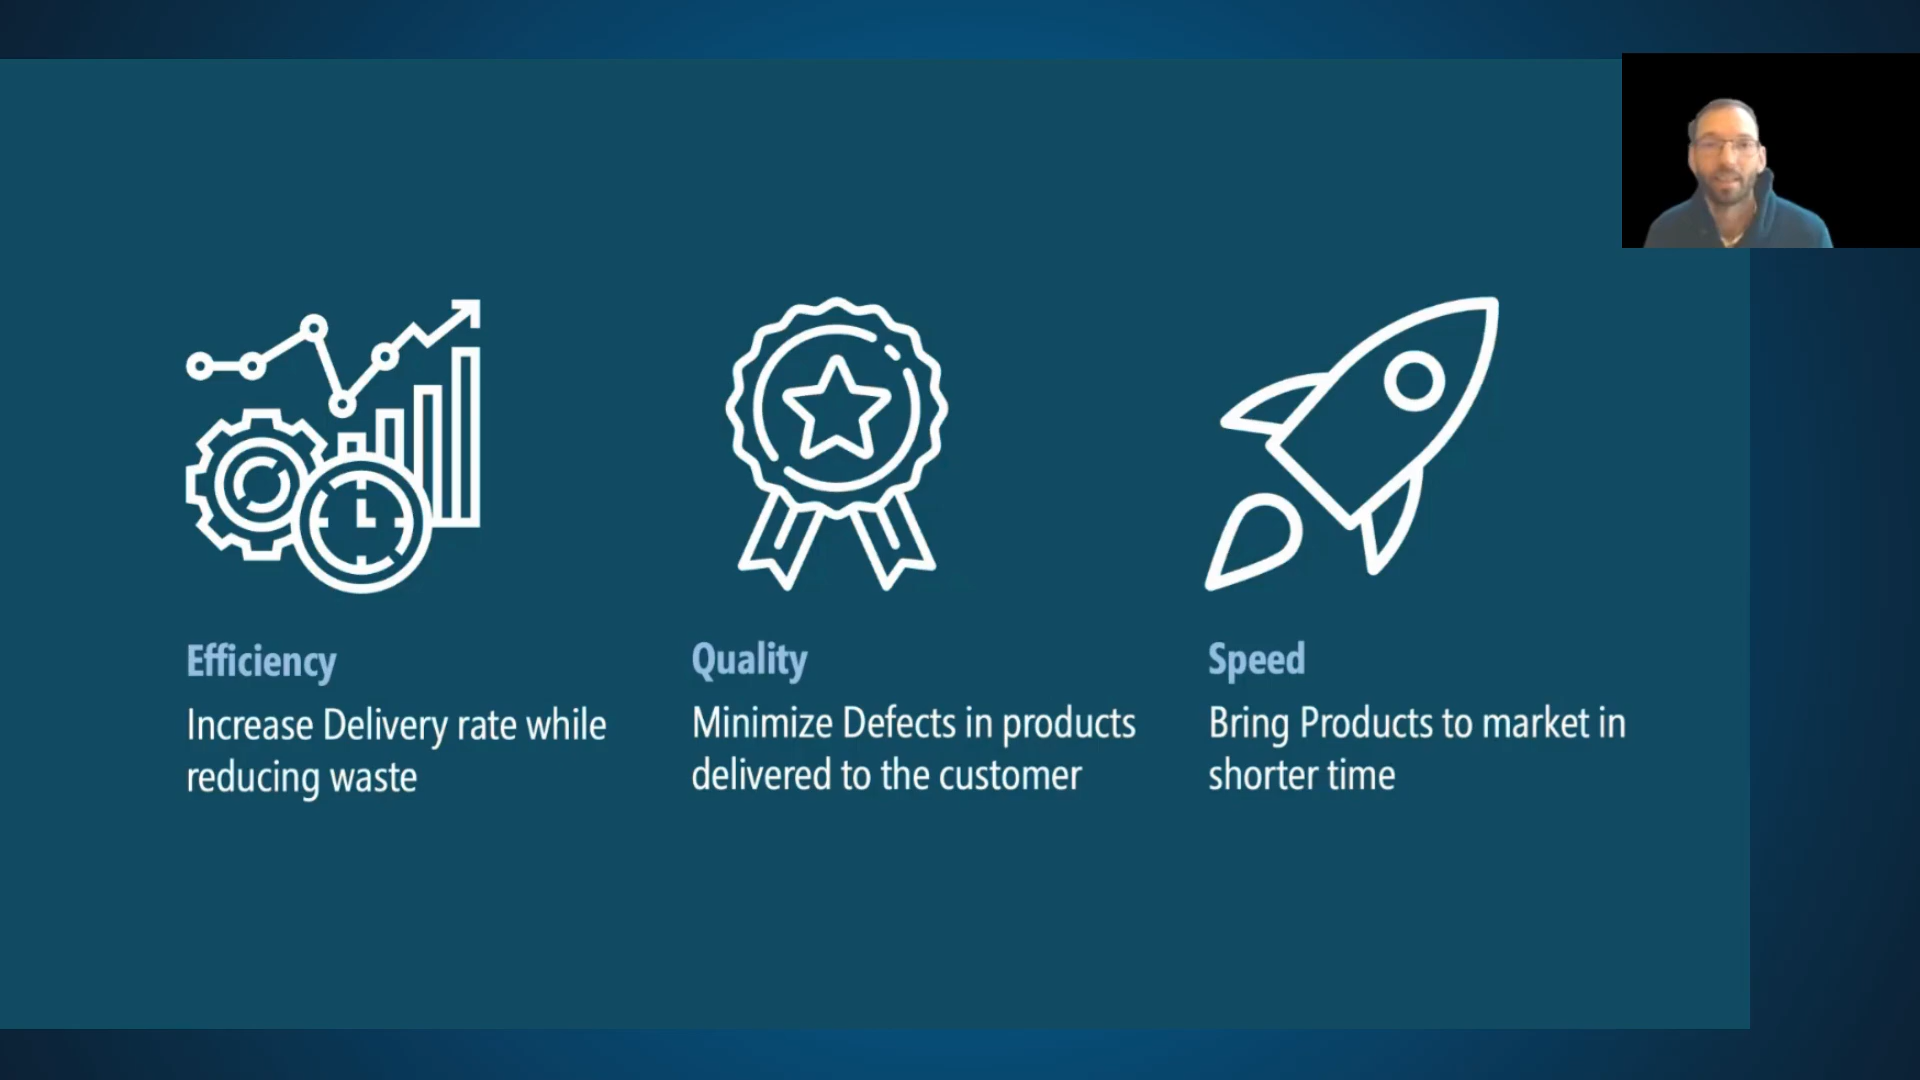 Efficiency
Increase Delivery rate while
reducing waste
Quality
Minimize Defects in products
delivered to the customer
Speed
Bring Products to market in
shorter time